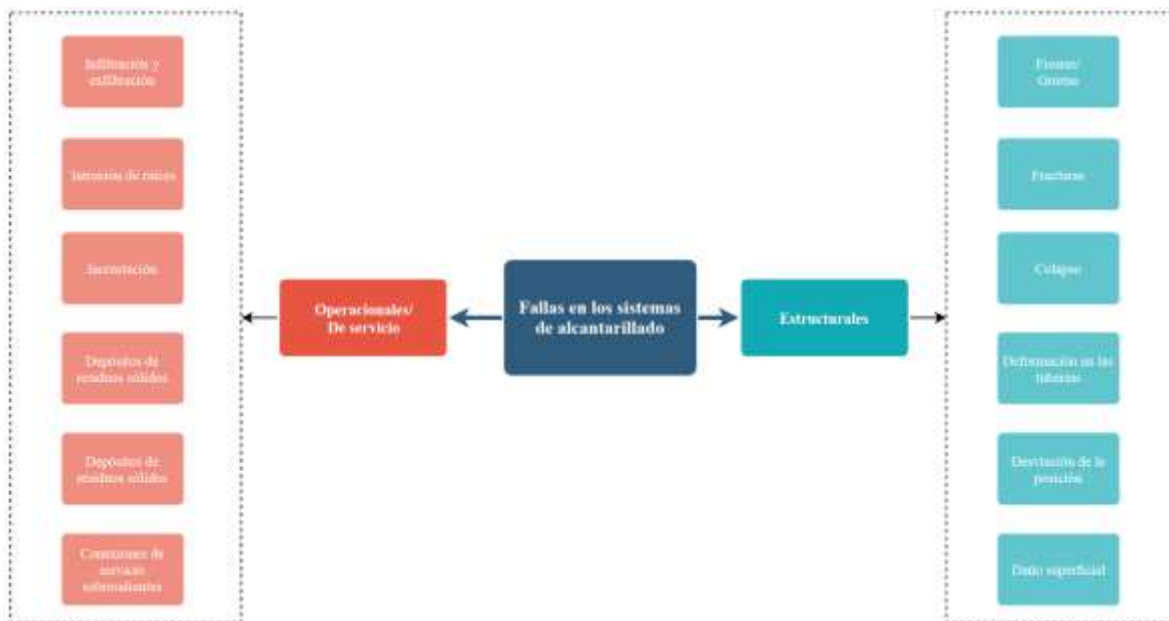 Infiltración y
exfiltración
Intrusión de raíces
Incrustación
Depósitos de
residuos sólidos
Depósitos de
residuos sólidos
Conexiones de
servicio
sobresalientes
Operacionales/
De servicio
Fallas en los sistemas
de alcantarillado
Estructurales
Fisuras/
Grietas
Fracturas
Colapso
Deformación en las
tuberías
Desviación de la
posición
Daño superficial